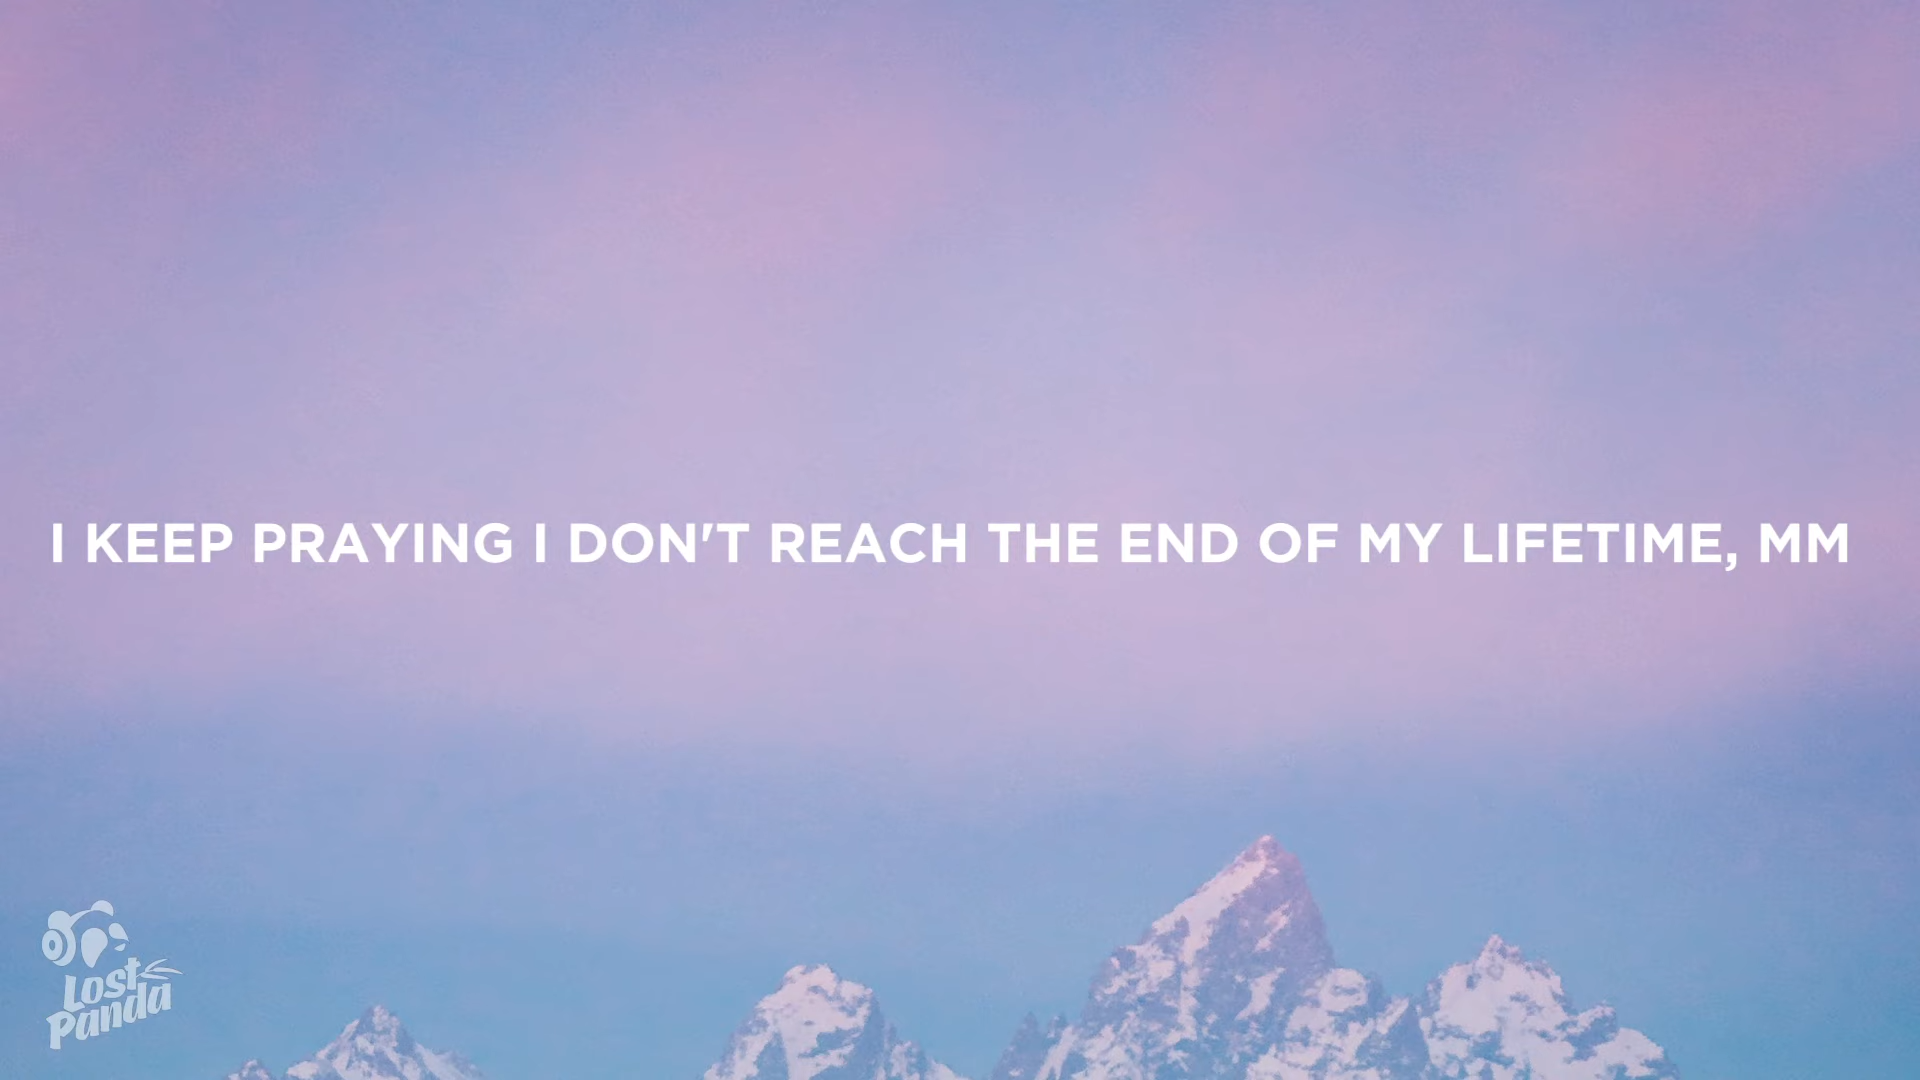 I KEEP PRAYING I DON'T REACH THE END OF MY LIFETIME, MM
Lost
Panda